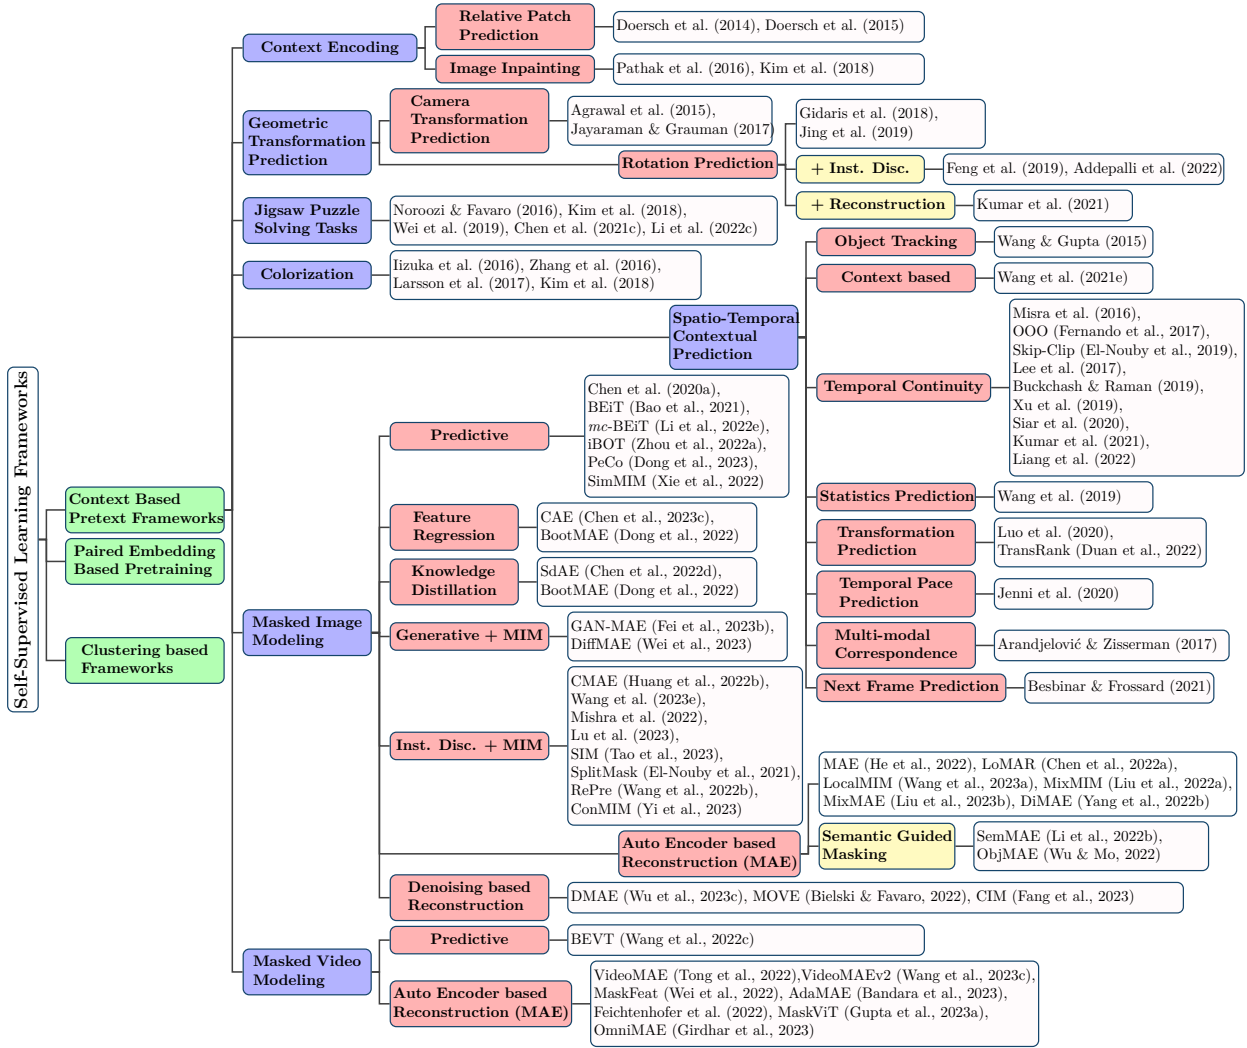 Self-Supervised Learning Frameworks
Context Based
Pretext Frameworks
Paired Embedding
Based Pretraining
Clustering based
Frameworks
Context Encoding
Relative Patch
Prediction
Doersch et al. (2014), Doersch et al. (2015)
Image Inpainting
Pathak et al. (2016), Kim et al. (2018)
Geometric
Transformation
Prediction
Camera
Transformation
Prediction
Agrawal et al. (2015),
Jayaraman & Grauman (2017)
Rotation Prediction
Gidaris et al. (2018),
Jing et al. (2019)
+ Inst. Disc.
Feng et al. (2019), Addepalli et al. (2022)
+ Reconstruction
Kumar et al. (2021)
Jigsaw Puzzle
Solving Tasks
Noroozi & Favaro (2016), Kim et al. (2018),
Wei et al. (2019), Chen et al. (2021c), Li et al. (2022c)
Colorization
Iizuka et al. (2016), Zhang et al. (2016),
Larsson et al. (2017), Kim et al. (2018)
Spatio-Temporal
Contextual
Prediction
Object Tracking
Wang & Gupta (2015)
Context based
Wang et al. (2021e)
Temporal Continuity
Misra et al. (2016),
OOO (Fernando et al., 2017),
Skip-Clip (El-Nouby et al., 2019),
Lee et al. (2017),
Buckchash & Raman (2019),
Xu et al. (2019),
Siar et al. (2020),
Kumar et al. (2021),
Liang et al. (2022)
Statistics Prediction
Wang et al. (2019)
Transformation
Prediction
Luo et al. (2020),
TransRank (Duan et al., 2022)
Temporal Pace
Prediction
Jenni et al. (2020)
Multi-modal
Correspondence
Arandjelović & Zisserman (2017)
Next Frame Prediction
Besbinar & Frossard (2021)
Masked Image
Modeling
Predictive
Chen et al. (2020a),
BEiT (Bao et al., 2021),
mc-BEiT (Li et al., 2022e),
iBOT (Zhou et al., 2022a),
PeCo (Dong et al., 2023),
SimMIM (Xie et al., 2022)
Feature
Regression
CAE (Chen et al., 2023c),
BootMAE (Dong et al., 2022)
Knowledge
Distillation
SdAE (Chen et al., 2022d),
BootMAE (Dong et al., 2022)
Generative + MIM
GAN-MAE (Fei et al., 2023b),
DiffMAE (Wei et al., 2023)
Inst. Disc. + MIM
CMAE (Huang et al., 2022b),
Wang et al. (2023e),
Mishra et al. (2022),
Lu et al. (2023),
SIM (Tao et al., 2023),
SplitMask (El-Nouby et al., 2021),
RePre (Wang et al., 2022b),
ConMIM (Yi et al., 2023)
Auto Encoder based
Reconstruction (MAE)
MAE (He et al., 2022), LoMAR (Chen et al., 2022a),
LocalMIM (Wang et al., 2023a), MixMIM (Liu et al., 2022a),
MixMAE (Liu et al., 2023b), DiMAE (Yang et al., 2022b)
Semantic Guided
Masking
SemMAE (Li et al., 2022b),
ObjMAE (Wu & Mo, 2022)
Denoising based
Reconstruction
DMAE (Wu et al., 2023c), MOVE (Bielski & Favaro, 2022), CIM (Fang et al., 2023)
Masked Video
Modeling
Predictive
BEVT (Wang et al., 2022c)
Auto Encoder based
Reconstruction (MAE)
VideoMAE (Tong et al., 2022),VideoMAEv2 (Wang et al., 2023c),
MaskFeat (Wei et al., 2022), AdaMAE (Bandara et al., 2023),
Feichtenhofer et al. (2022), MaskViT (Gupta et al., 2023a),
OmniMAE (Girdhar et al., 2023)